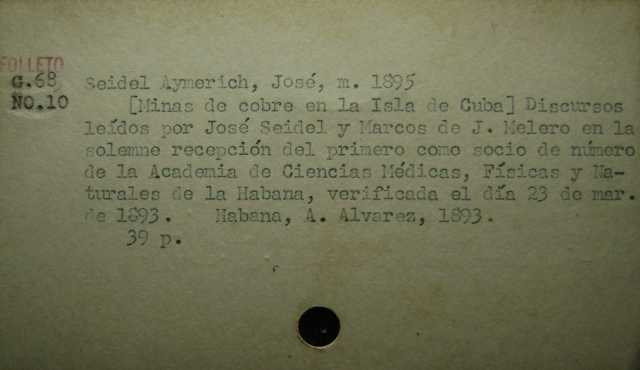 FOLLETO
G.68 Seidel Aymerich, José, m. 1895
NO.10 [Minas de cobre en la Isla de Cuba] Discursos
leídos por José Seidel y Marcos de J. Melero en la
solemne recepción del primero como socio de número
de la Academia de Ciencias Médicas, Físicas y Na-
turales de la Habana, verificada el día 23 de mar.
de 1893. Habana, A. Alvarez, 1893.
39 p.